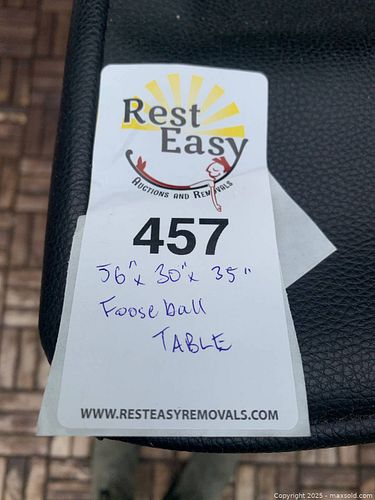 Rest
Easy
AUCTIONS AND REMOVALS
457
56" x 30" x 35"
Foose ball
TABLE
WWW.RESTEASYREMOVALS.COM
Copyright 2025 - maxsold.com